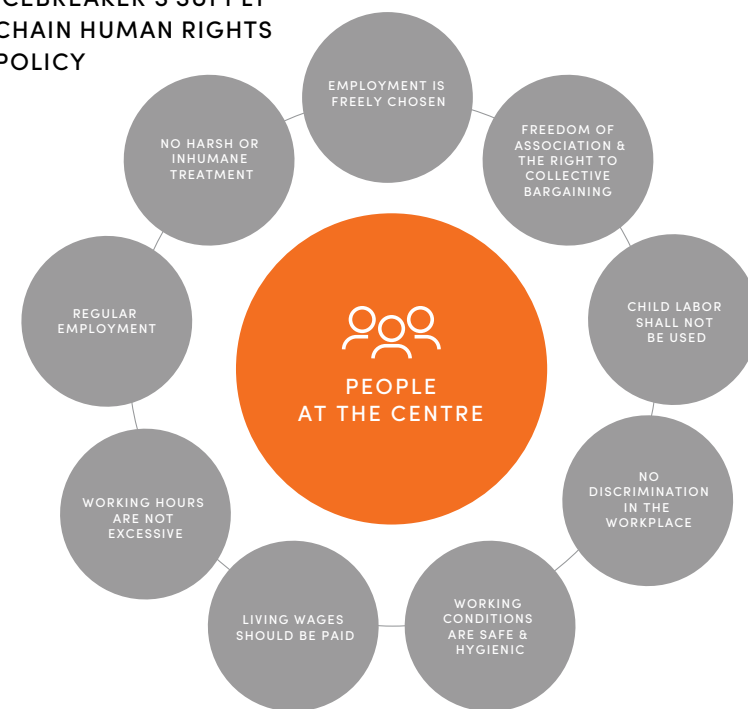 ICEBREAKER'S SUPPLY
CHAIN HUMAN RIGHTS
POLICY
EMPLOYMENT IS
FREELY CHOSEN
FREEDOM OF
ASSOCIATION &
THE RIGHT TO
COLLECTIVE
BARGAINING
CHILD LABOR
SHALL NOT
BE USED
NO
DISCRIMINATION
IN THE
WORKPLACE
WORKING
CONDITIONS
ARE SAFE &
HYGIENIC
LIVING WAGES
SHOULD BE PAID
WORKING HOURS
ARE NOT
EXCESSIVE
REGULAR
EMPLOYMENT
NO HARSH OR
INHUMANE
TREATMENT
PEOPLE
AT THE CENTRE